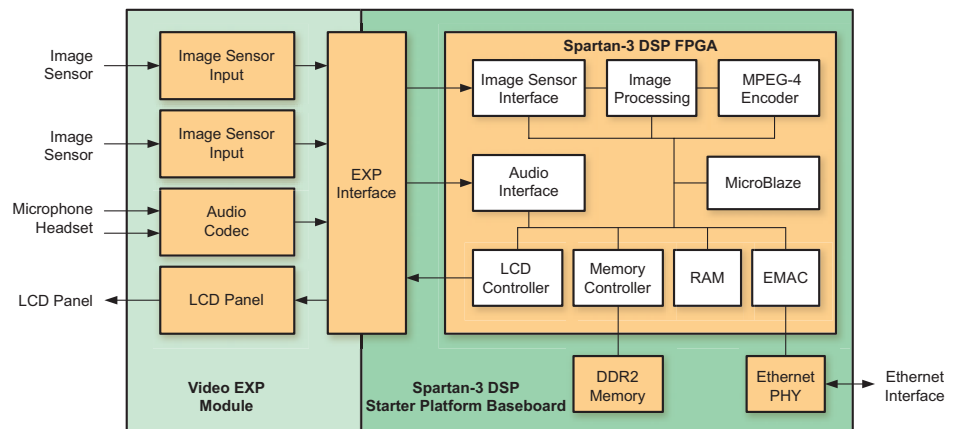 Image
Sensor
Image Sensor
Input
Image
Sensor
Image Sensor
Input
Microphone
Headset
Audio
Codec
LCD Panel
LCD Panel
EXP
Interface
Video EXP
Module
Spartan-3 DSP FPGA
Image Sensor
Interface
Image
Processing
MPEG-4
Encoder
Audio
Interface
MicroBlaze
LCD
Controller
Memory
Controller
RAM
EMAC
Spartan-3 DSP
Starter Platform Baseboard
DDR2
Memory
Ethernet
PHY
Ethernet
Interface